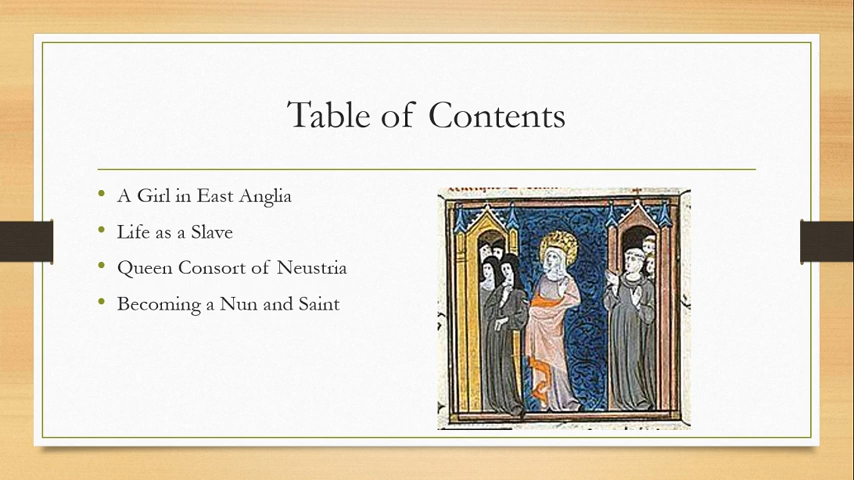 Table of Contents
A Girl in East Anglia
Life as a Slave
Queen Consort of Neustria
Becoming a Nun and Saint